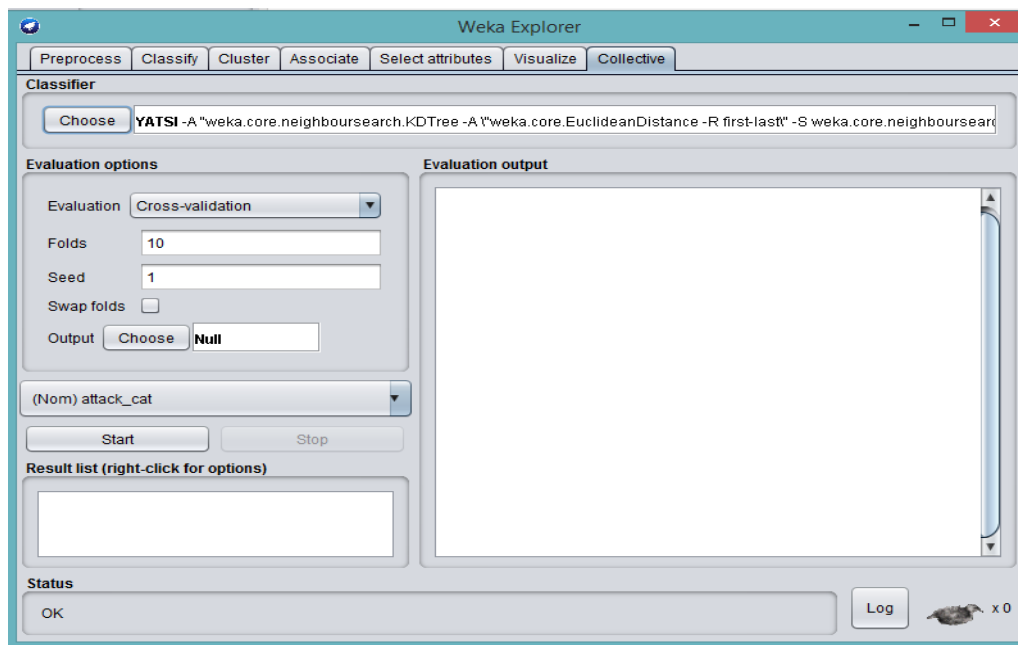 Weka Explorer
Preprocess Classify Cluster Associate Select attributes Visualize Collective
Classifier
Choose YATSI -A "weka.core.neighboursearch.KDTree -A \"weka.core.EuclideanDistance -R first-last\" -S weka.core.neighboursearc
Evaluation options
Evaluation Cross-validation
Folds 10
Seed 1
Swap folds
Output Choose Null
(Nom) attack_cat
Start Stop
Result list (right-click for options)
Evaluation output
Status
OK
Log
x 0